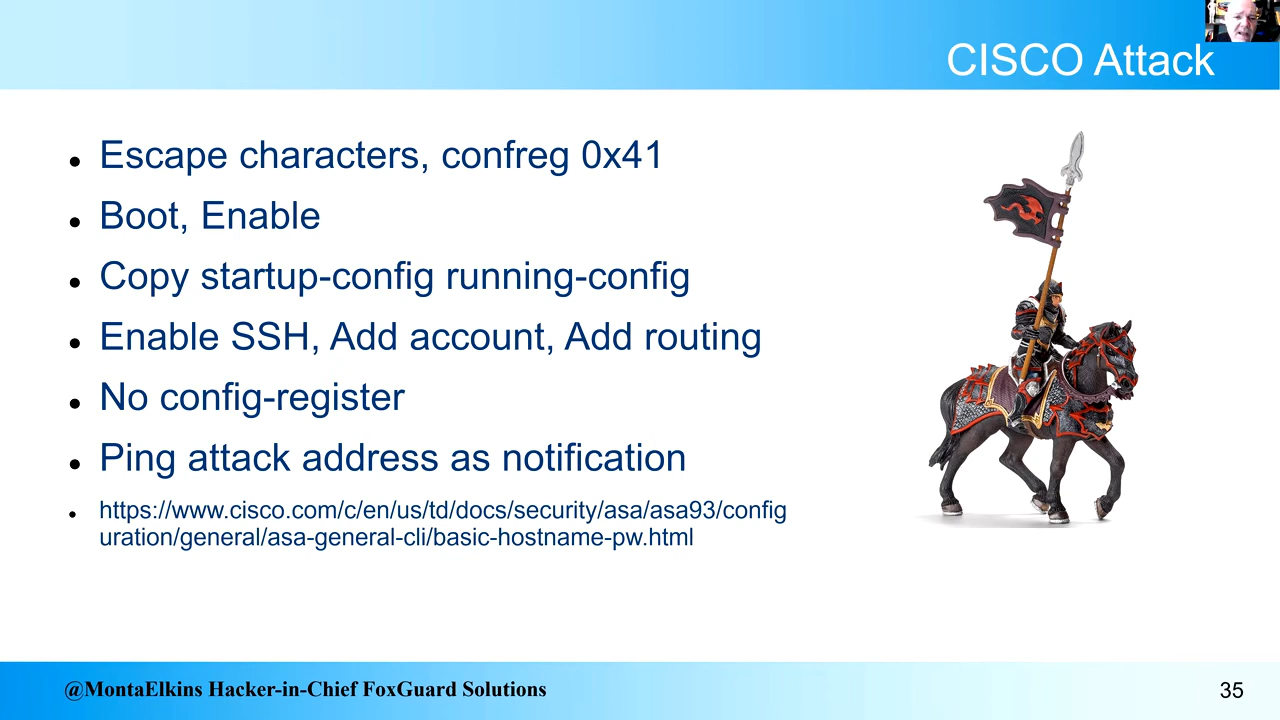 CISCO Attack
Escape characters, confreg 0x41
Boot, Enable
Copy startup-config running-config
Enable SSH, Add account, Add routing
No config-register
Ping attack address as notification
https://www.cisco.com/c/en/us/td/docs/security/asa/asa93/config
uration/general/asa-general-cli/basic-hostname-pw.html
@MontaElkins Hacker-in-Chief FoxGuard Solutions
35